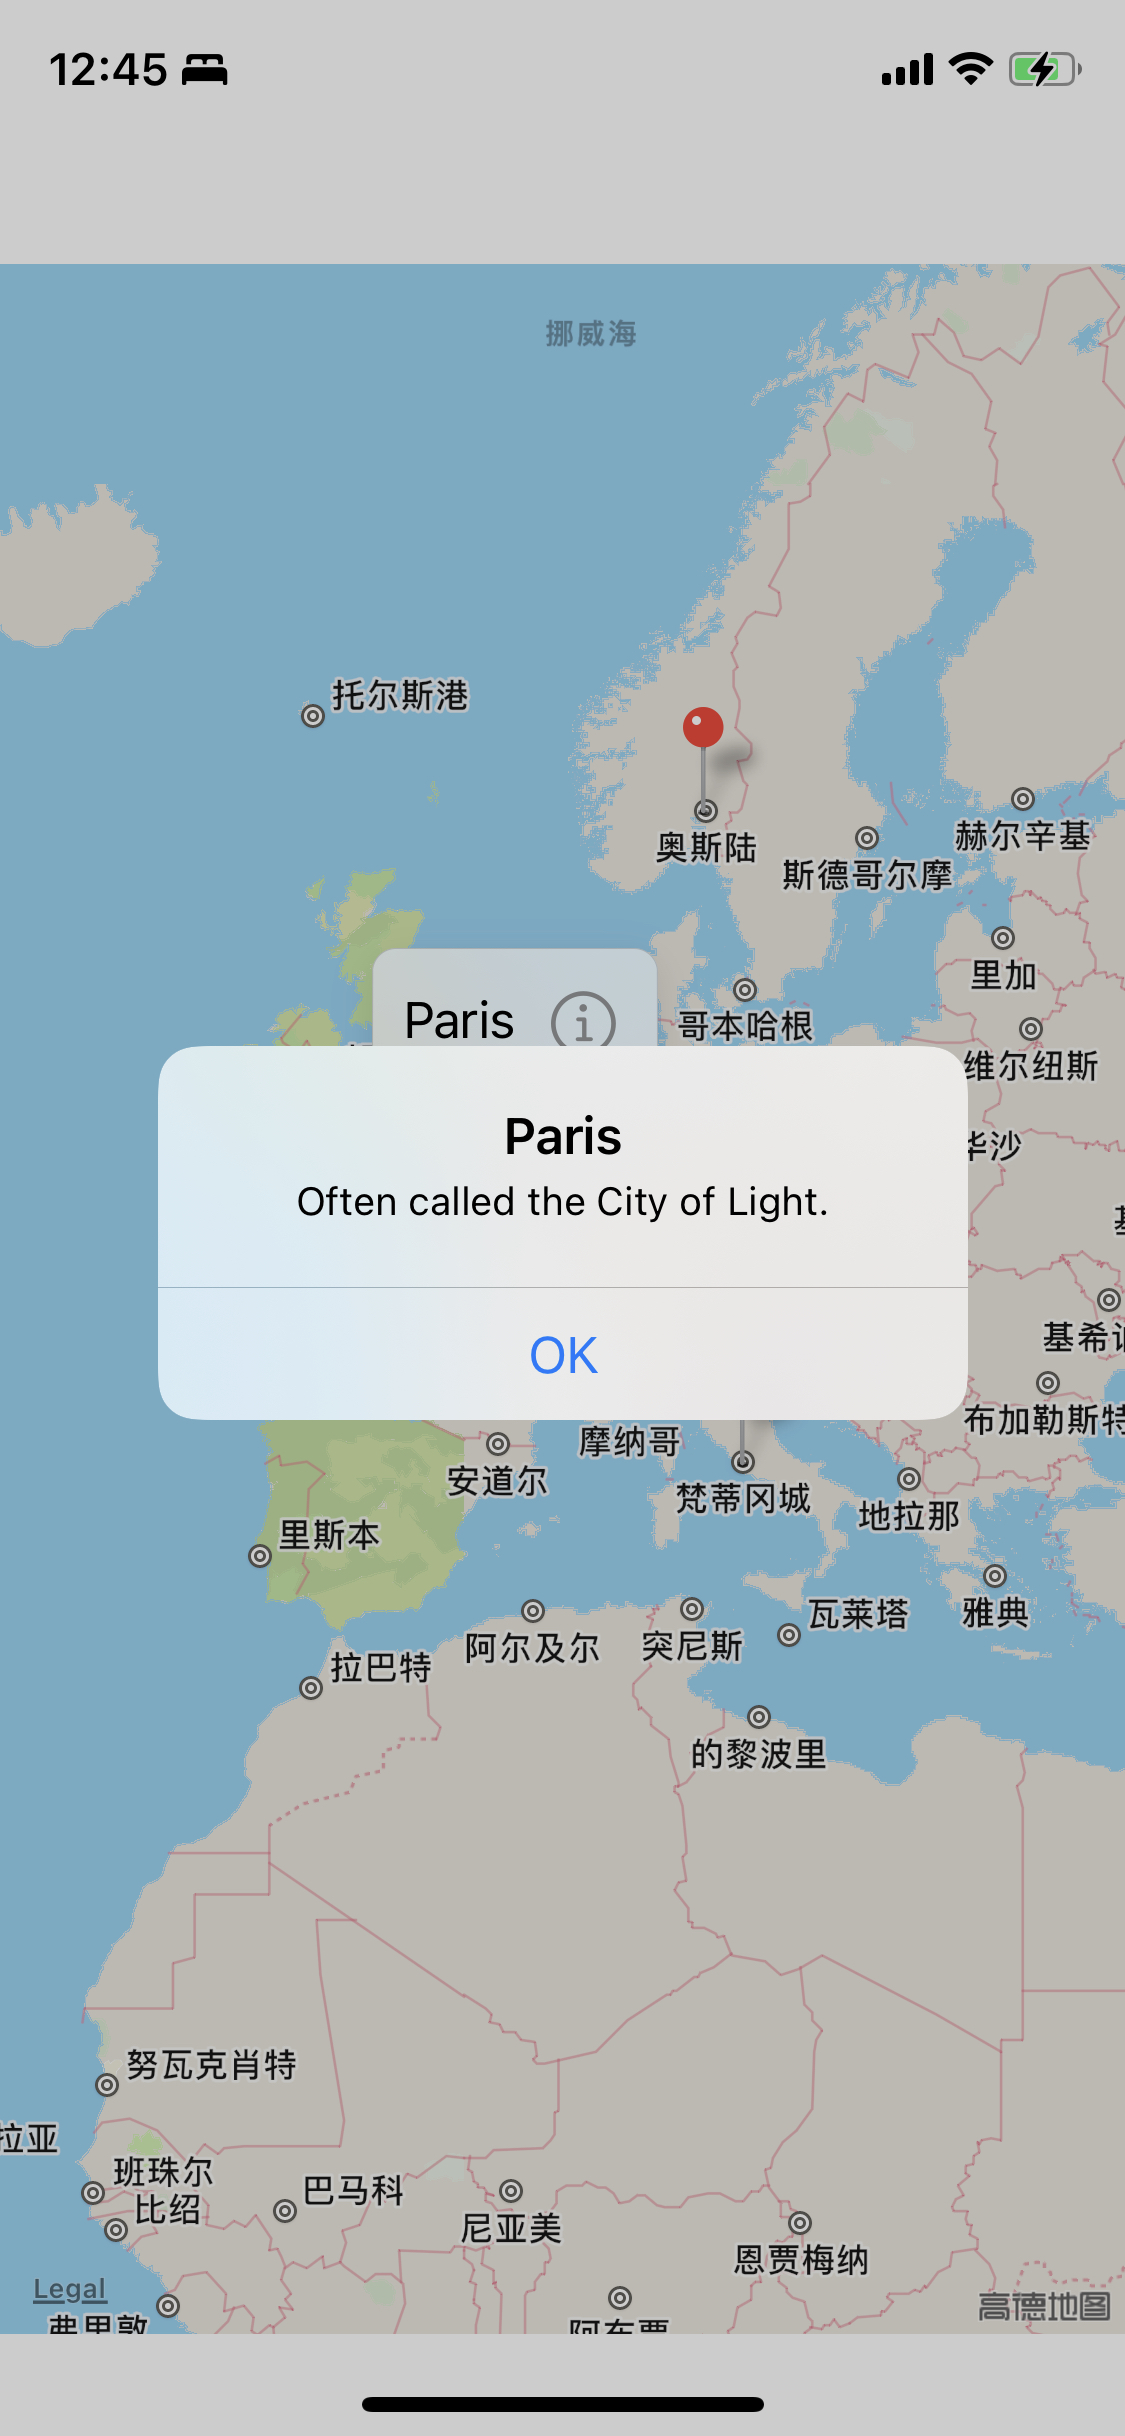 12:45
挪威海
托尔斯港
奥斯陆
斯德哥尔摩
赫尔辛基
里加
Paris
哥本哈根
维尔纽斯
Paris
华沙
Often called the City of Light.
OK
基希讷
布加勒斯特
摩纳哥
安道尔
梵蒂冈城
地拉那
里斯本
瓦莱塔
雅典
阿尔及尔
突尼斯
拉巴特
的黎波里
努瓦克肖特
拉亚
班珠尔
比绍
巴马科
尼亚美
恩贾梅纳
Legal
弗里敦
阿布贾
高德地图